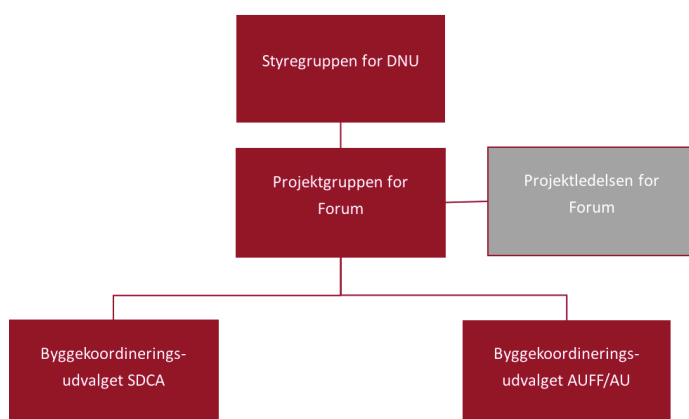 Styregruppen for DNU
Projektgruppen for
Forum
Projektledelsen for
Forum
Byggekoordinerings-
udvalget SDCA
Byggekoordinerings-
udvalget AUFF/AU